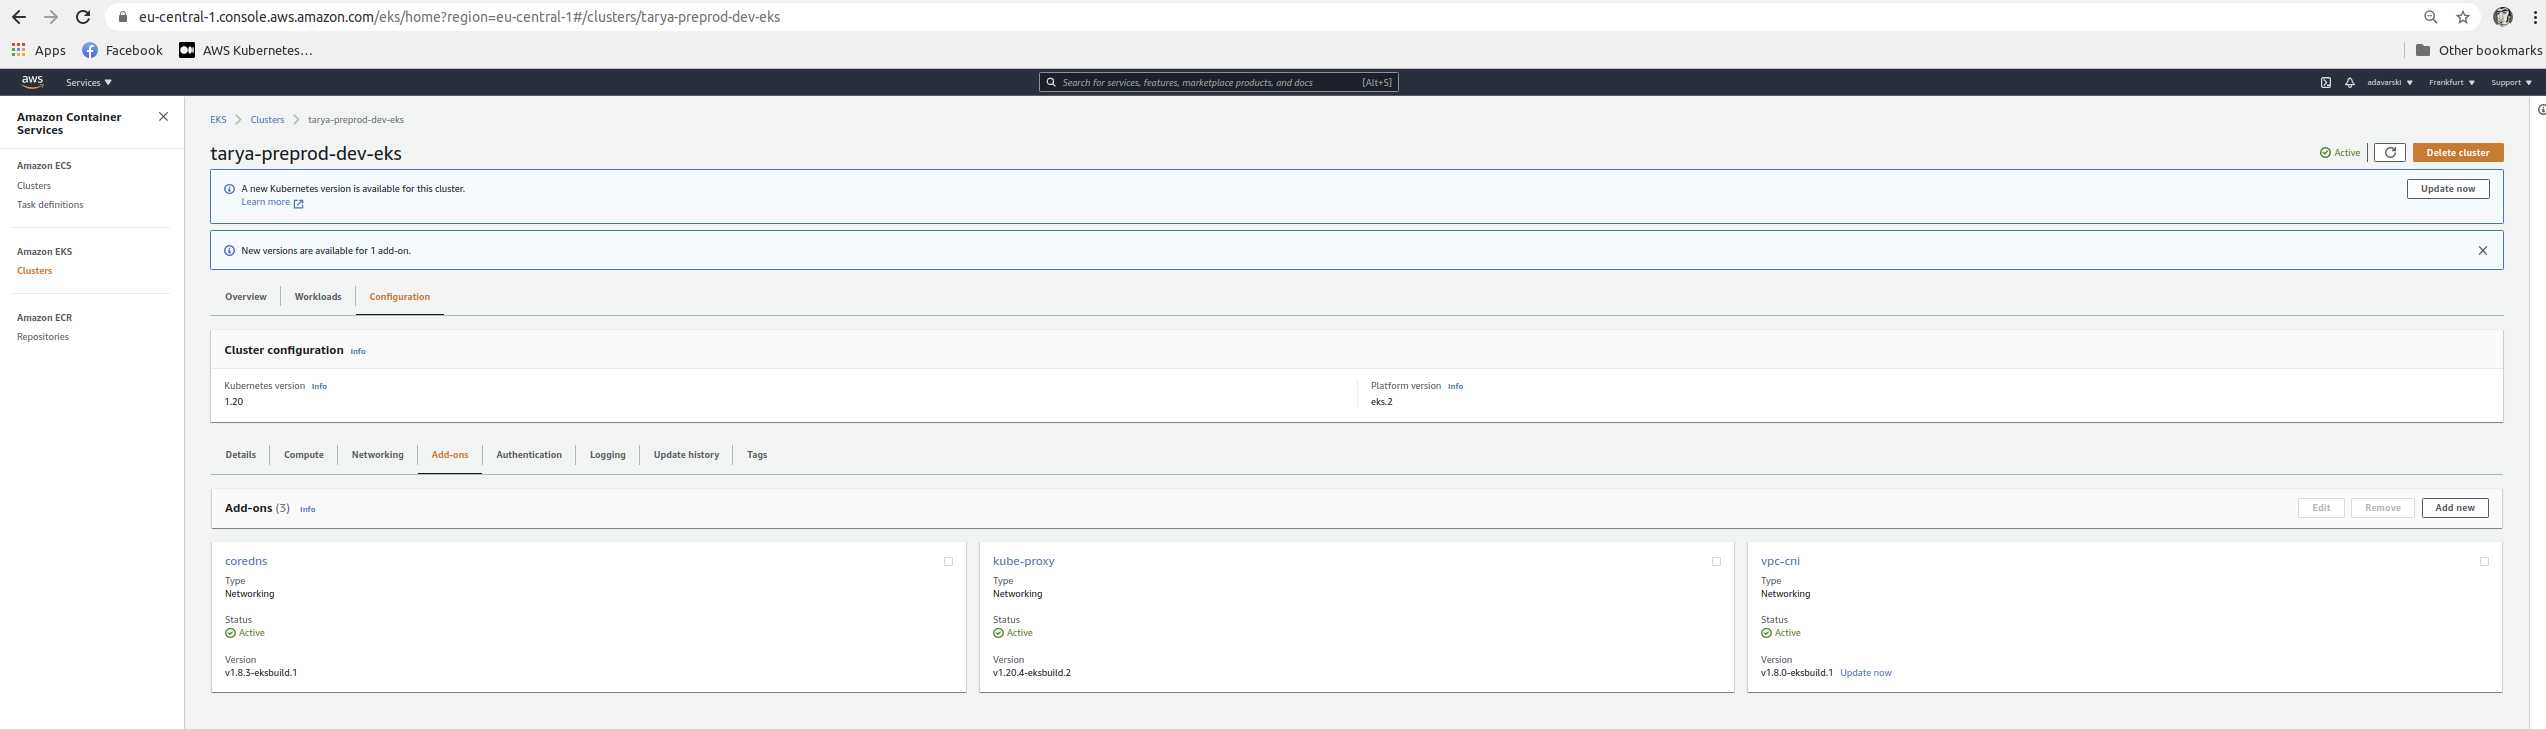 eu-central-1.console.aws.amazon.com/eks/home?region=eu-central-1#/clusters/tarya-preprod-dev-eks
Apps Facebook AWS Kubernetes... Other bookmarks
aws Services Search for services, features, marketplace products, and docs [Alt+S] adavarski Frankfurt Support
Amazon Container
Services
Amazon ECS
Clusters
Task definitions
Amazon EKS
Clusters
Amazon ECR
Repositories
EKS Clusters tarya-preprod-dev-eks
tarya-preprod-dev-eks Active Delete cluster
A new Kubernetes version is available for this cluster. Update now
Learn more
New versions are available for 1 add-on.
Overview Workloads Configuration
Cluster configuration Info
Kubernetes version Info Platform version Info
1.20 eks.2
Details Compute Networking Add-ons Authentication Logging Update history Tags
Add-ons (3) Info Edit Remove Add new
coredns kube-proxy vpc-cni
Type Type Type
Networking Networking Networking
Status Status Status
Active Active Active
Version Version Version
v1.8.3-eksbuild.1 v1.20.4-eksbuild.2 v1.8.0-eksbuild.1 Update now